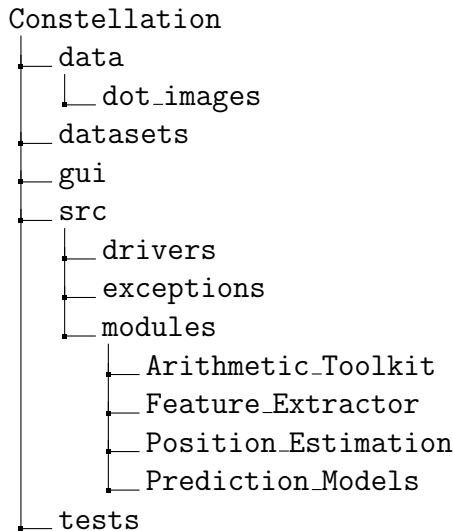 Constellation
data
dot_images
datasets
gui
src
drivers
exceptions
modules
Arithmetic_Toolkit
Feature_Extractor
Position_Estimation
Prediction_Models
tests